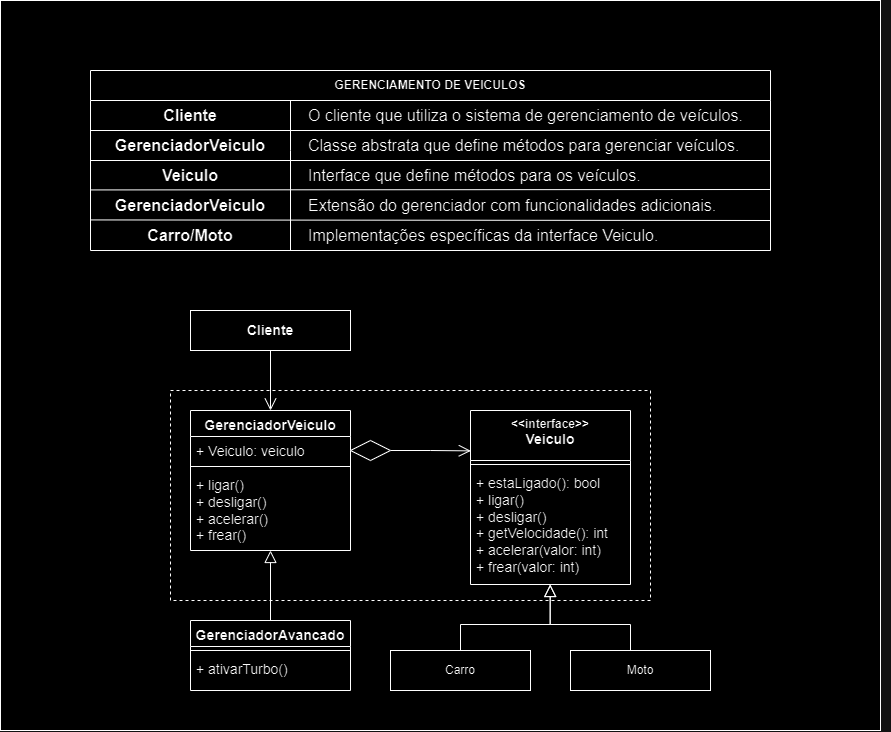 GERENCIAMENTO DE VEICULOS
Cliente O cliente que utiliza o sistema de gerenciamento de veículos.
GerenciadorVeiculo Classe abstrata que define métodos para gerenciar veículos.
Veiculo Interface que define métodos para os veículos.
GerenciadorVeiculo Extensão do gerenciador com funcionalidades adicionais.
Carro/Moto Implementações específicas da interface Veiculo.
Cliente
GerenciadorVeiculo
+ Veiculo: veiculo
+ ligar()
+ desligar()
+ acelerar()
+ frear()
<<interface>>
Veiculo
+ estaLigado(): bool
+ ligar()
+ desligar()
+ getVelocidade(): int
+ acelerar(valor: int)
+ frear(valor: int)
GerenciadorAvancado
+ ativarTurbo()
Carro
Moto